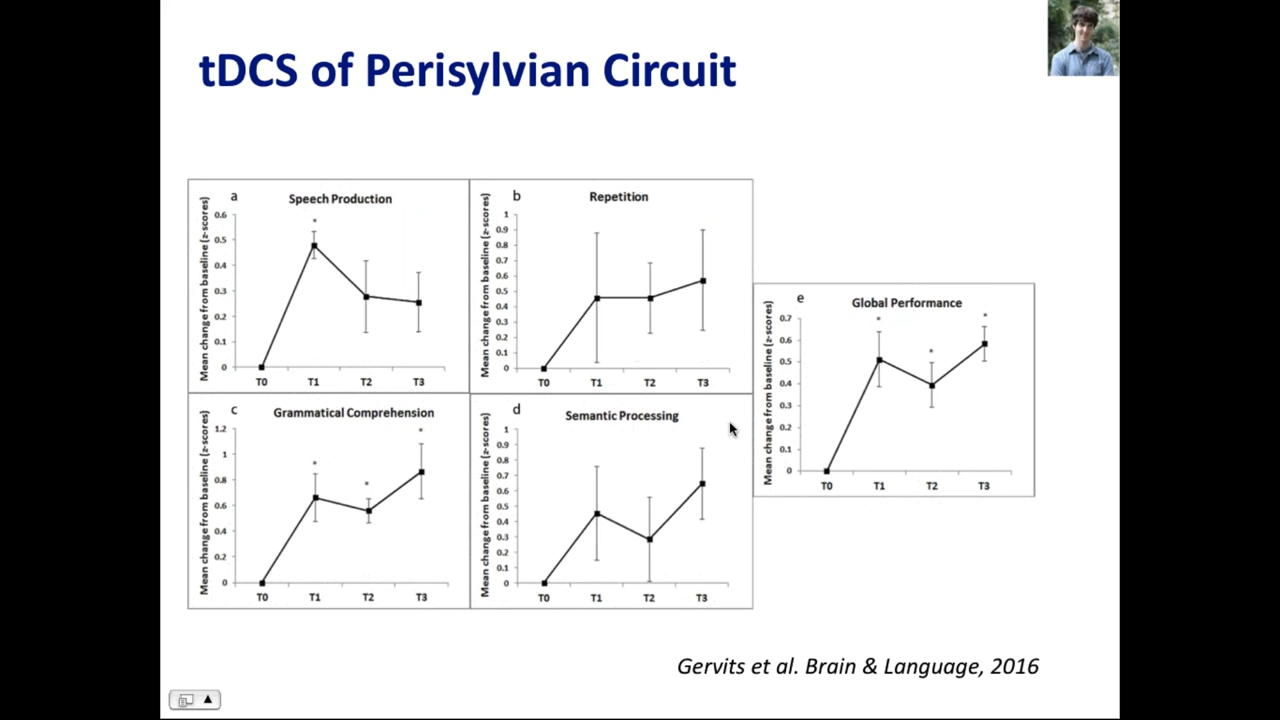 tDCS of Perisylvian Circuit
a
Speech Production
Mean change from baseline (z-scores)
0.6
*
0.5
0.4
0.3
0.2
0.1
0
T0 T1 T2 T3
b
Repetition
Mean change from baseline (z-scores)
1
0.9
0.8
0.7
0.6
0.5
0.4
0.3
0.2
0.1
0
T0 T1 T2 T3
c
Grammatical Comprehension
Mean change from baseline (z-scores)
1.2
*
1
*
0.8
*
0.6
0.4
0.2
0
T0 T1 T2 T3
d
Semantic Processing
Mean change from baseline (z-scores)
1
0.9
0.8
0.7
0.6
0.5
0.4
0.3
0.2
0.1
0
T0 T1 T2 T3
e
Global Performance
Mean change from baseline (z-scores)
0.7
* *
0.6
*
0.5
0.4
0.3
0.2
0.1
0
T0 T1 T2 T3
Gervits et al. Brain & Language, 2016